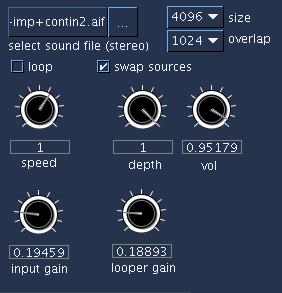 -imp+contin2.aif ... 4096 size
select sound file (stereo) 1024 overlap
loop swap sources
1 1 0.95179
speed depth vol
0.19459 0.18893
input gain looper gain